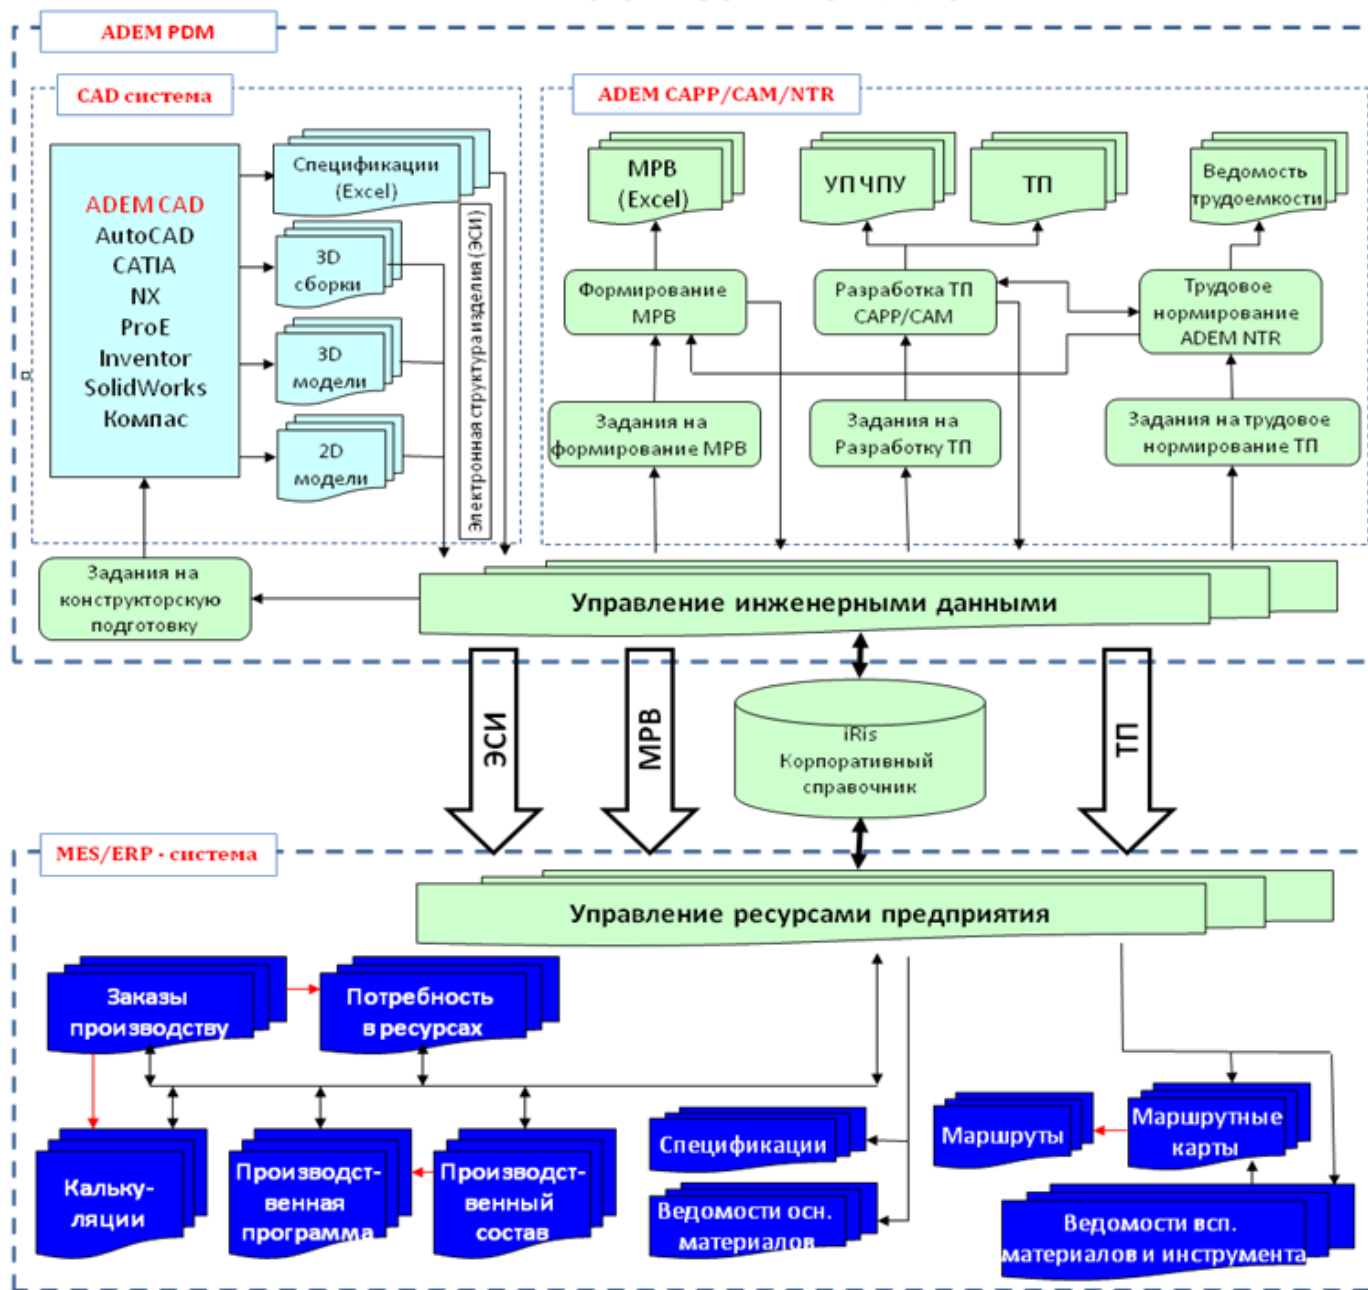 ADEM PDM
CAD система
ADEM CAD
AutoCAD
CATIA
NX
ProE
Inventor
SolidWorks
Компас
Спецификации
(Excel)
3D
сборки
3D
модели
2D
модели
Электронная структура изделия (ЭСИ)
Задания на
конструкторскую
подготовку
ADEM CAPP/CAM/NTR
МРВ
(Excel)
УП ЧПУ
ТП
Ведомость
трудоемкости
Формирование
МРВ
Разработка ТП
CAPP/CAM
Трудовое
нормирование
ADEM NTR
Задания на
формирование МРВ
Задания на
Разработку ТП
Задания на трудовое
нормирование ТП
Управление инженерными данными
ЭСИ
МРВ
iRis
Корпоративный
справочник
ТП
MES/ERP - система
Управление ресурсами предприятия
Заказы
производству
Потребность
в ресурсах
Кальку-
ляции
Производст-
венная
программа
Производст-
венный
состав
Спецификации
Ведомости осн.
материалов
Маршруты
Маршрутные
карты
Ведомости всп.
материалов и инструмента